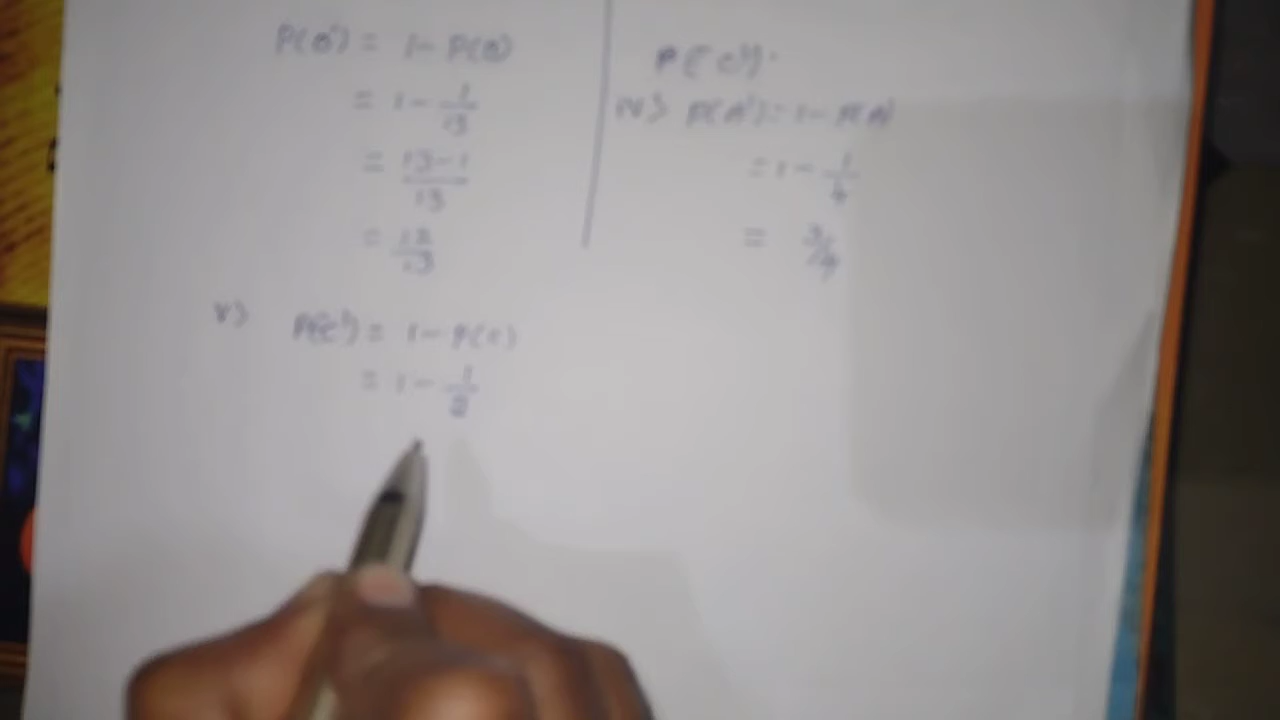 P(B') = 1 - P(B)
= 1 - 1/13
= 13-1/13
= 12/13
P(C')
iv) P(A') = 1 - P(A)
= 1 - 1/4
= 3/4
v) P(C') = 1 - P(C)
= 1 - 1/2